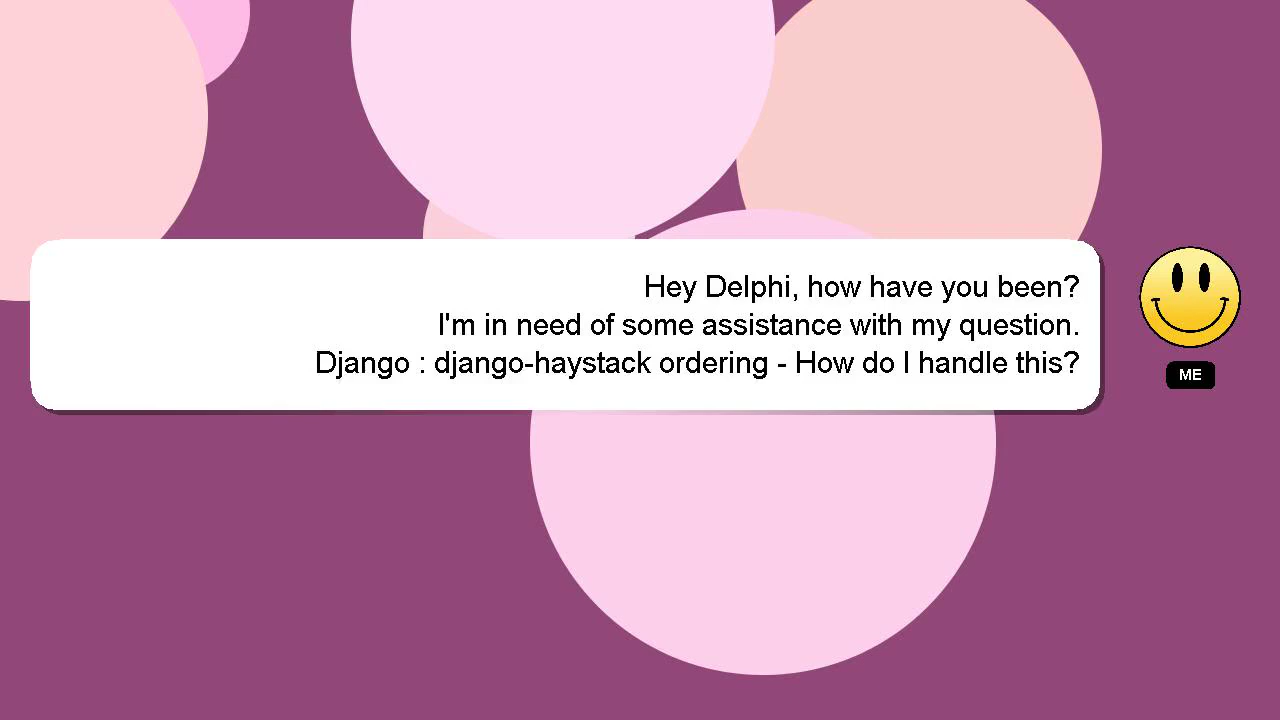 Hey Delphi, how have you been?
I'm in need of some assistance with my question.
Django : django-haystack ordering - How do I handle this?
ME